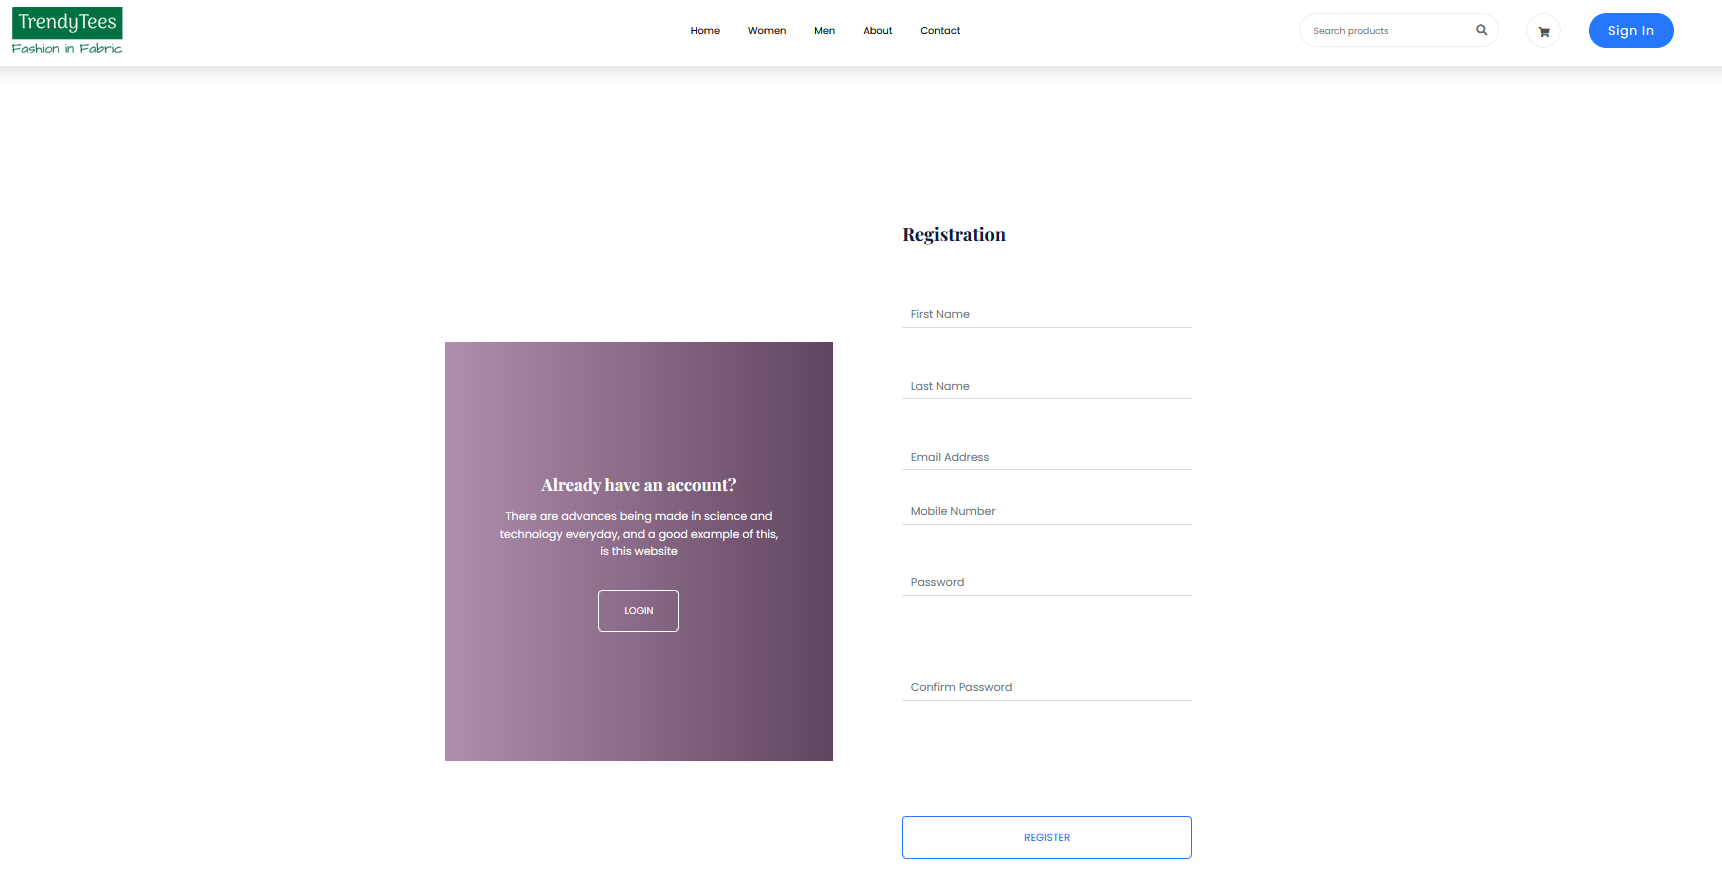 TrendyTees
Fashion in Fabric
Home Women Men About Contact
Search products
Sign In
Registration
First Name
Last Name
Email Address
Mobile Number
Password
Confirm Password
REGISTER
Already have an account?
There are advances being made in science and
technology everyday, and a good example of this,
is this website
LOGIN